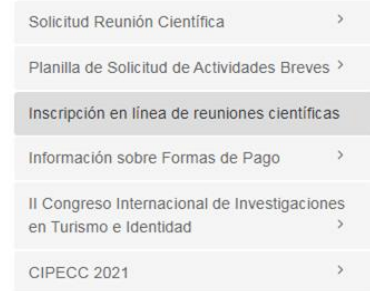 Solicitud Reunión Científica
Planilla de Solicitud de Actividades Breves
Inscripción en línea de reuniones científicas
Información sobre Formas de Pago
II Congreso Internacional de Investigaciones
en Turismo e Identidad
CIPECC 2021